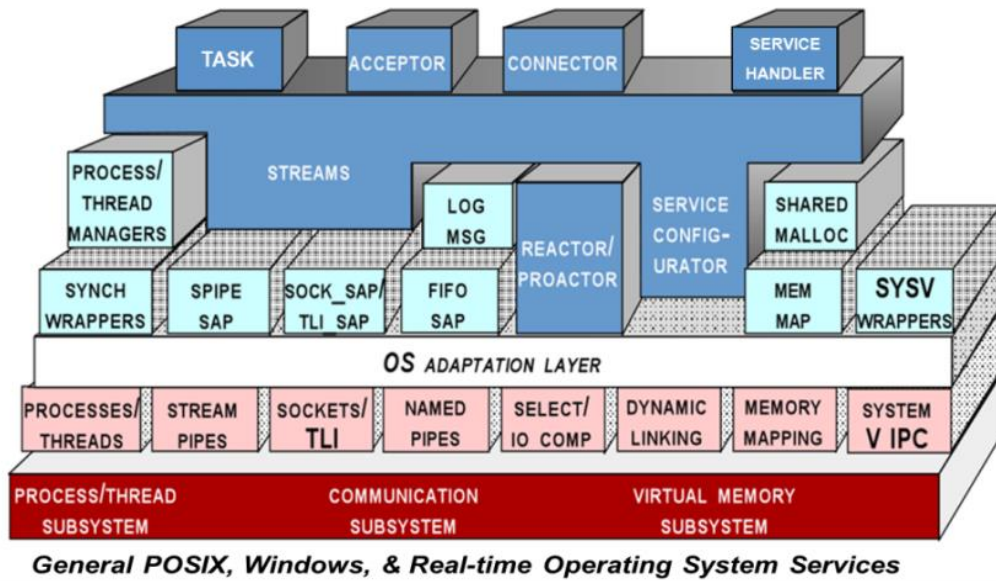 TASK
ACCEPTOR
CONNECTOR
SERVICE
HANDLER
PROCESS/
THREAD
MANAGERS
STREAMS
LOG
MSG
REACTOR/
PROACTOR
SERVICE
CONFIG-
URATOR
SHARED
MALLOC
SYNCH
WRAPPERS
SPIPE
SAP
SOCK_SAP/
TLI_SAP
FIFO
SAP
MEM
MAP
SYSV
WRAPPERS
OS ADAPTATION LAYER
PROCESSES/
THREADS
STREAM
PIPES
SOCKETS/
TLI
NAMED
PIPES
SELECT/
IO COMP
DYNAMIC
LINKING
MEMORY
MAPPING
SYSTEM
V IPC
PROCESS/THREAD
SUBSYSTEM
COMMUNICATION
SUBSYSTEM
VIRTUAL MEMORY
SUBSYSTEM
General POSIX, Windows, & Real-time Operating System Services